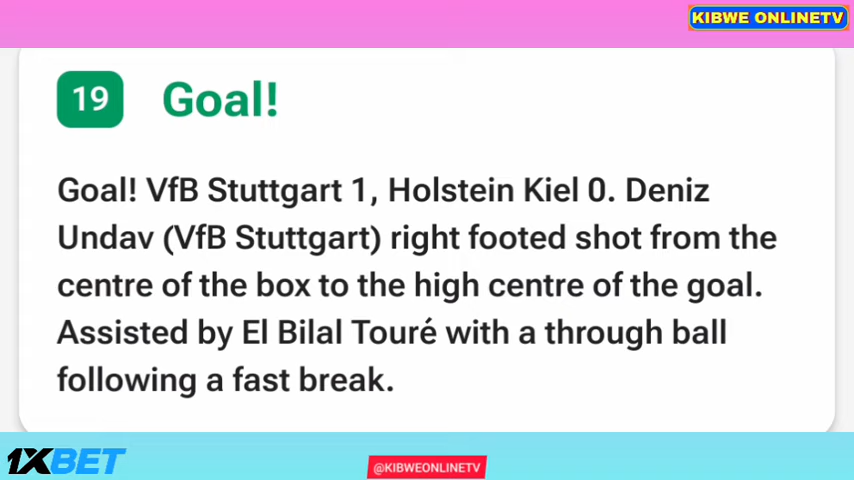 KIBWE ONLINETV
19 Goal!
Goal! VfB Stuttgart 1, Holstein Kiel 0. Deniz
Undav (VfB Stuttgart) right footed shot from the
centre of the box to the high centre of the goal.
Assisted by El Bilal Touré with a through ball
following a fast break.
1XBET
@KIBWEONLINETV